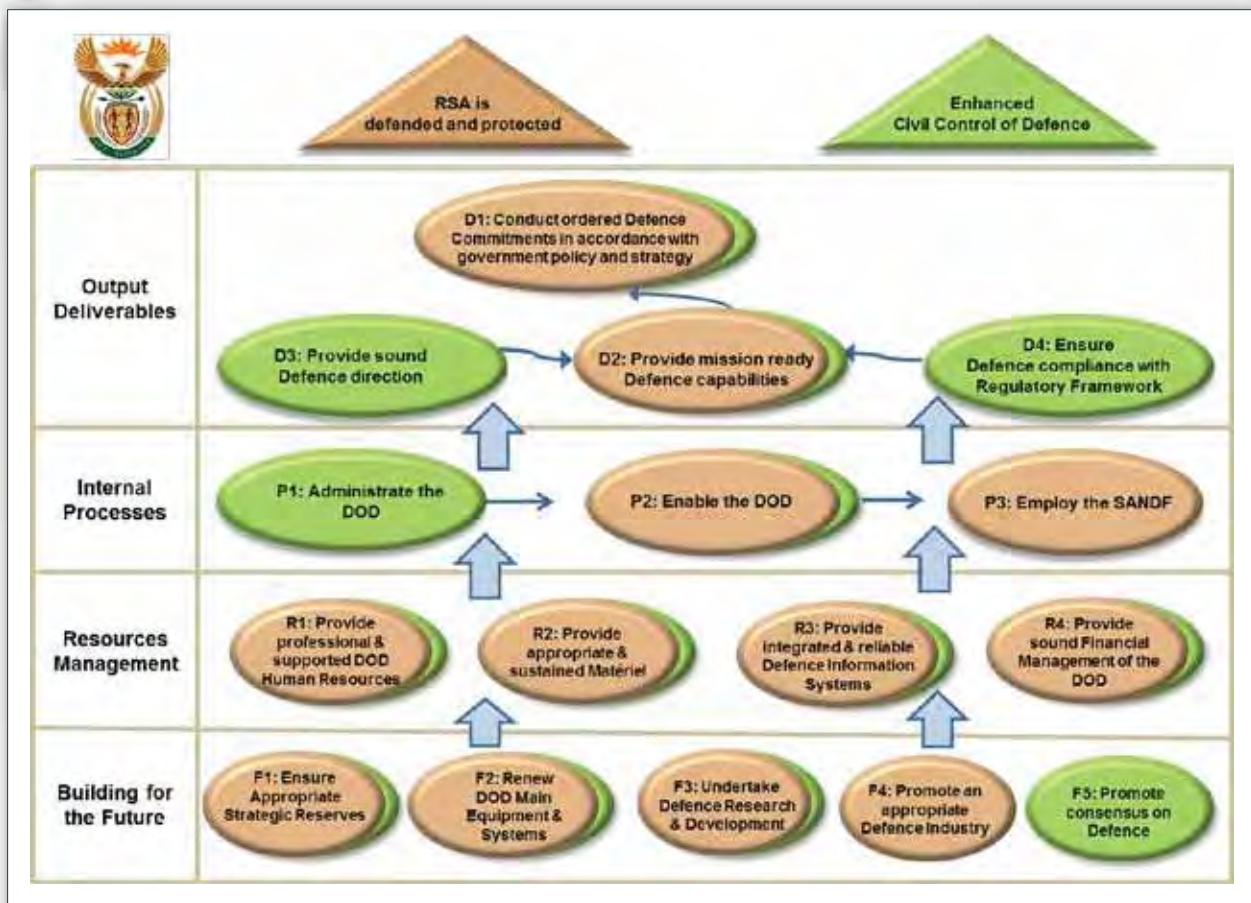 RSA is
defended and protected
Enhanced
Civil Control of Defence
Output
Deliverables
D1: Conduct ordered Defence
Commitments in accordance with
government policy and strategy
D3: Provide sound
Defence direction
D2: Provide mission ready
Defence capabilities
D4: Ensure
Defence compliance with
Regulatory Framework
Internal
Processes
P1: Administrate the
DOD
P2: Enable the DOD
P3: Employ the SANDF
Resources
Management
R1: Provide
professional &
supported DOD
Human Resources
R2: Provide
appropriate &
sustained Matériel
R3: Provide
integrated & reliable
Defence Information
Systems
R4: Provide
sound Financial
Management of the
DOD
Building for
the Future
F1: Ensure
Appropriate
Strategic Reserves
F2: Renew
DOD Main
Equipment &
Systems
F3: Undertake
Defence Research
& Development
F4: Promote an
appropriate
Defence Industry
F5: Promote
consensus on
Defence